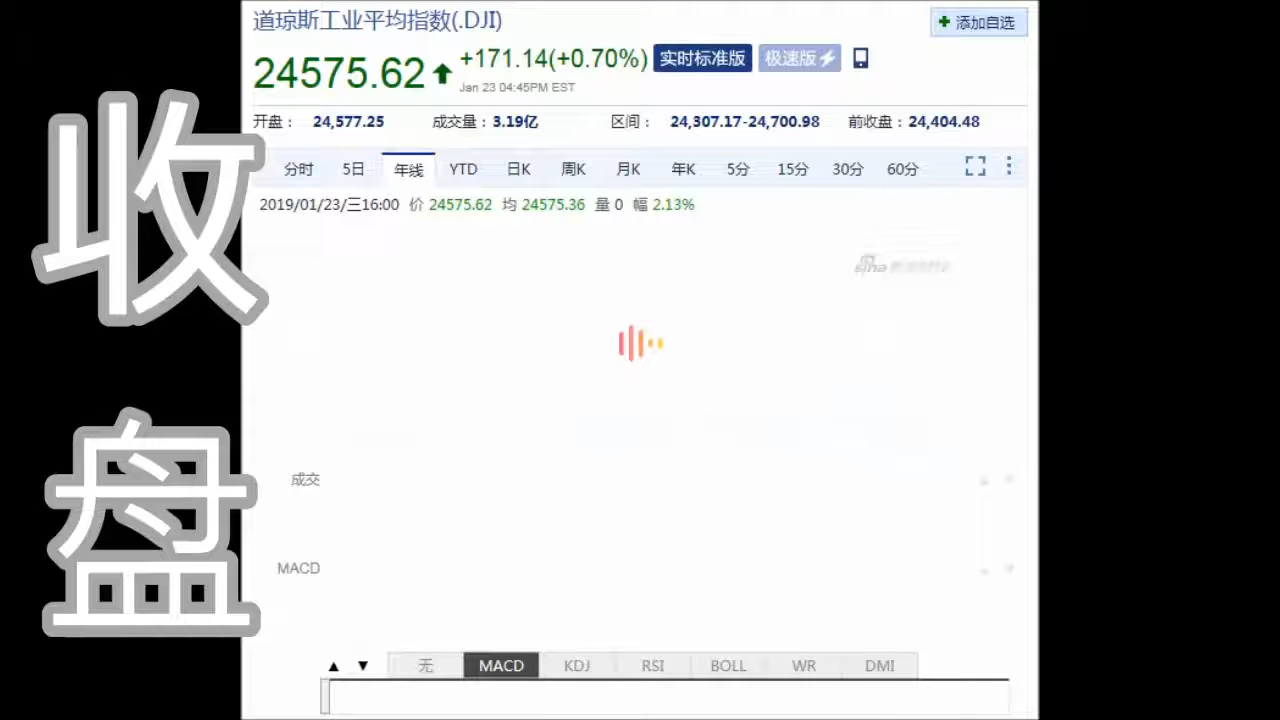 收
盘
道琼斯工业平均指数(.DJI)
添加自选
24575.62
+171.14(+0.70%)
实时标准版
极速版
Jan 23 04:45PM EST
开盘： 24,577.25 成交量：3.19亿 区间： 24,307.17-24,700.98 前收盘：24,404.48
分时 5日 年线 YTD 日K 周K 月K 年K 5分 15分 30分 60分
2019/01/23/三16:00 价 24575.62 均 24575.36 量 0 幅 2.13%
sina
成交
MACD
▲ ▼ 无 MACD KDJ RSI BOLL WR DMI